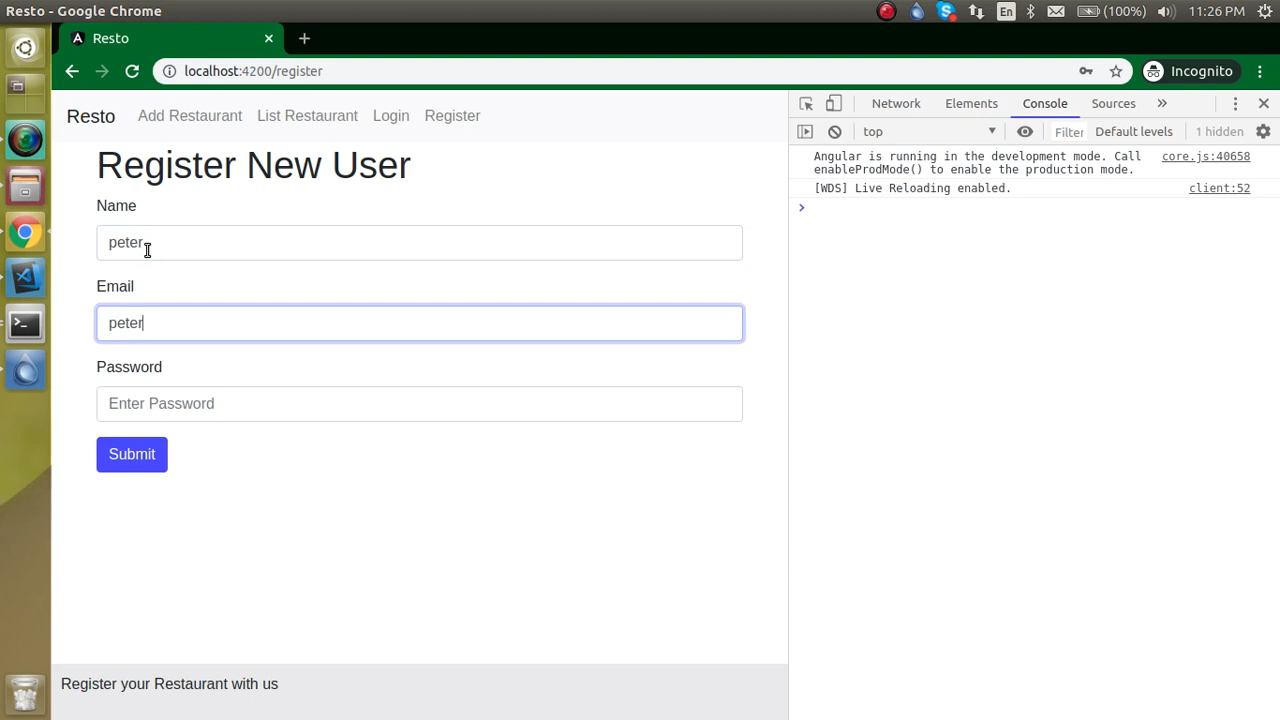 Resto - Google Chrome
En
(100%)
11:26 PM
Resto
localhost:4200/register
Incognito
Resto
Add Restaurant
List Restaurant
Login
Register
Register New User
Name
peter
Email
peter
Password
Enter Password
Submit
Register your Restaurant with us
Network
Elements
Console
Sources
top
Filter
Default levels
1 hidden
Angular is running in the development mode. Call core.js:40658
enableProdMode() to enable the production mode.
[WDS] Live Reloading enabled. client:52